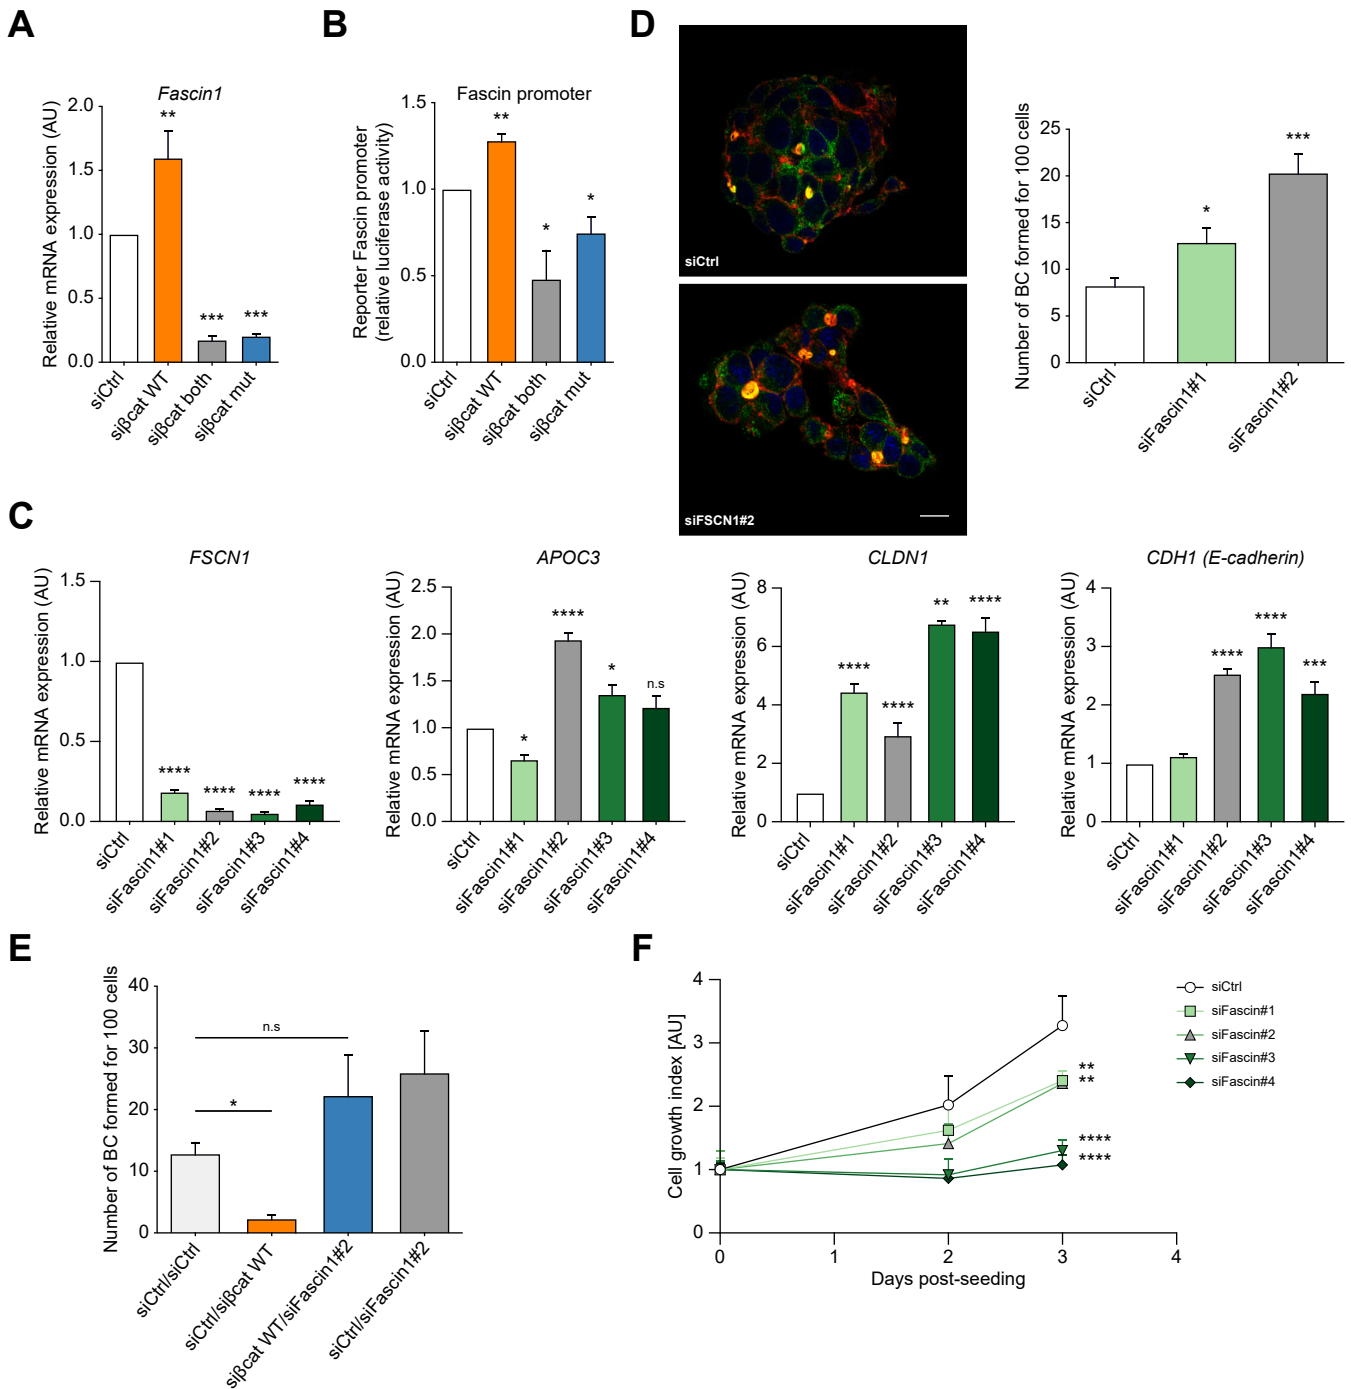 A
B
D
Fascin1
Relative mRNA expression (AU)
2.0
1.5
1.0
0.5
0.0
**
***
***
siCtrl
siβcat WT
siβcat both
siβcat mut
Fascin promoter
Reporter Fascin promoter
(relative luciferase activity)
1.5
1.0
0.5
0.0
**
*
*
siCtrl
siβcat WT
siβcat both
siβcat mut
siCtrl
siFSCN1#2
Number of BC formed for 100 cells
25
20
15
10
5
0
*
***
siCtrl
siFascin1#1
siFascin1#2
C
FSCN1
Relative mRNA expression (AU)
1.5
1.0
0.5
0.0
****
****
****
****
siCtrl
siFascin1#1
siFascin1#2
siFascin1#3
siFascin1#4
APOC3
Relative mRNA expression (AU)
2.5
2.0
1.5
1.0
0.5
0.0
*
****
*
n.s
siCtrl
siFascin1#1
siFascin1#2
siFascin1#3
siFascin1#4
CLDN1
Relative mRNA expression (AU)
8
6
4
2
0
****
****
**
****
siCtrl
siFascin1#1
siFascin1#2
siFascin1#3
siFascin1#4
CDH1 (E-cadherin)
Relative mRNA expression (AU)
4
3
2
1
0
****
****
***
siCtrl
siFascin1#1
siFascin1#2
siFascin1#3
siFascin1#4
E
Number of BC formed for 100 cells
40
30
20
10
0
n.s
*
siCtrl/siCtrl
siCtrl/siβcat WT
siβcat WT/siFascin1#2
siCtrl/siFascin1#2
F
Cell growth index [AU]
4
3
2
1
0
0
1
2
3
4
Days post-seeding
**
**
****
****
siCtrl
siFascin#1
siFascin#2
siFascin#3
siFascin#4